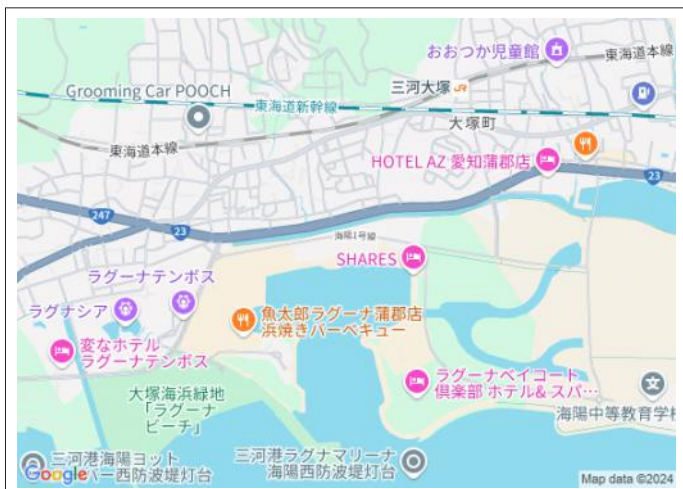 おおつか児童館
東海道本線
三河大塚
Grooming Car POOCH
東海道新幹線
大塚町
東海道本線
HOTEL AZ 愛知蒲郡店
23
247
23
海陽1号線
SHARES
ラグーナテンボス
ラグナシア
魚太郎ラグーナ蒲郡店
浜焼きバーベキュー
変なホテル
ラグーナテンボス
ラグーナベイコート
倶楽部 ホテル& スパ…
大塚海浜緑地
「ラグーナ
ビーチ」
海陽中等教育学校
三河港海陽ヨット
バー西防波堤灯台
三河港ラグナマリーナ
海陽西防波堤灯台
Google
Map data ©2024